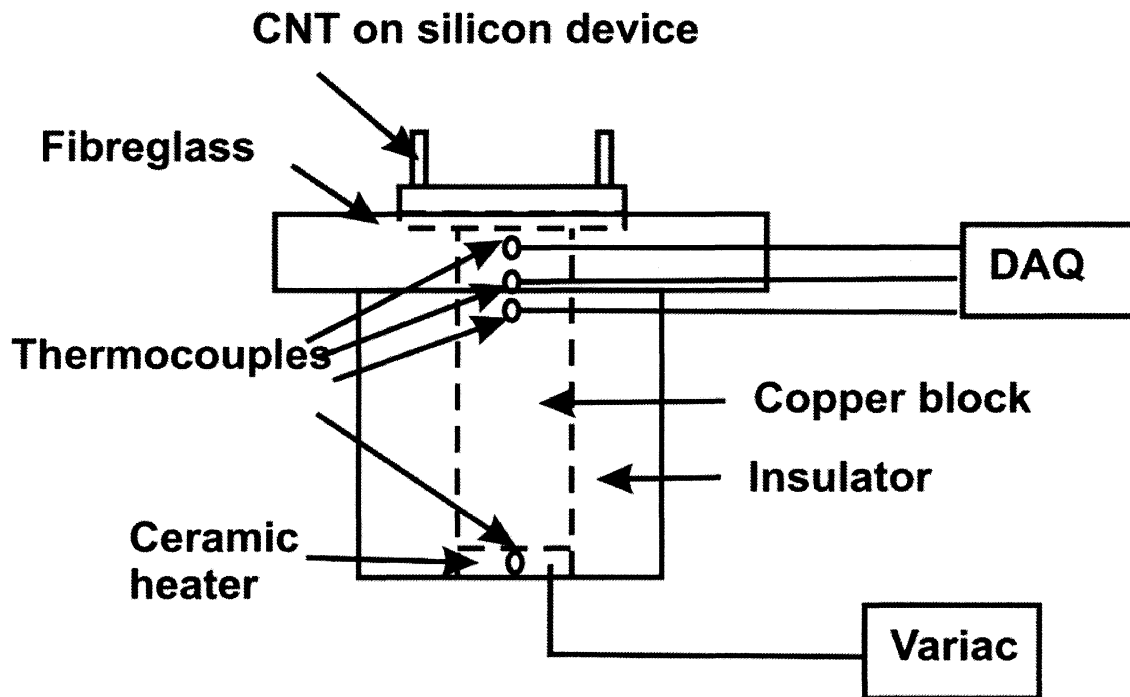 CNT on silicon device
Fibreglass
DAQ
Thermocouples
Copper block
Insulator
Ceramic
heater
Variac